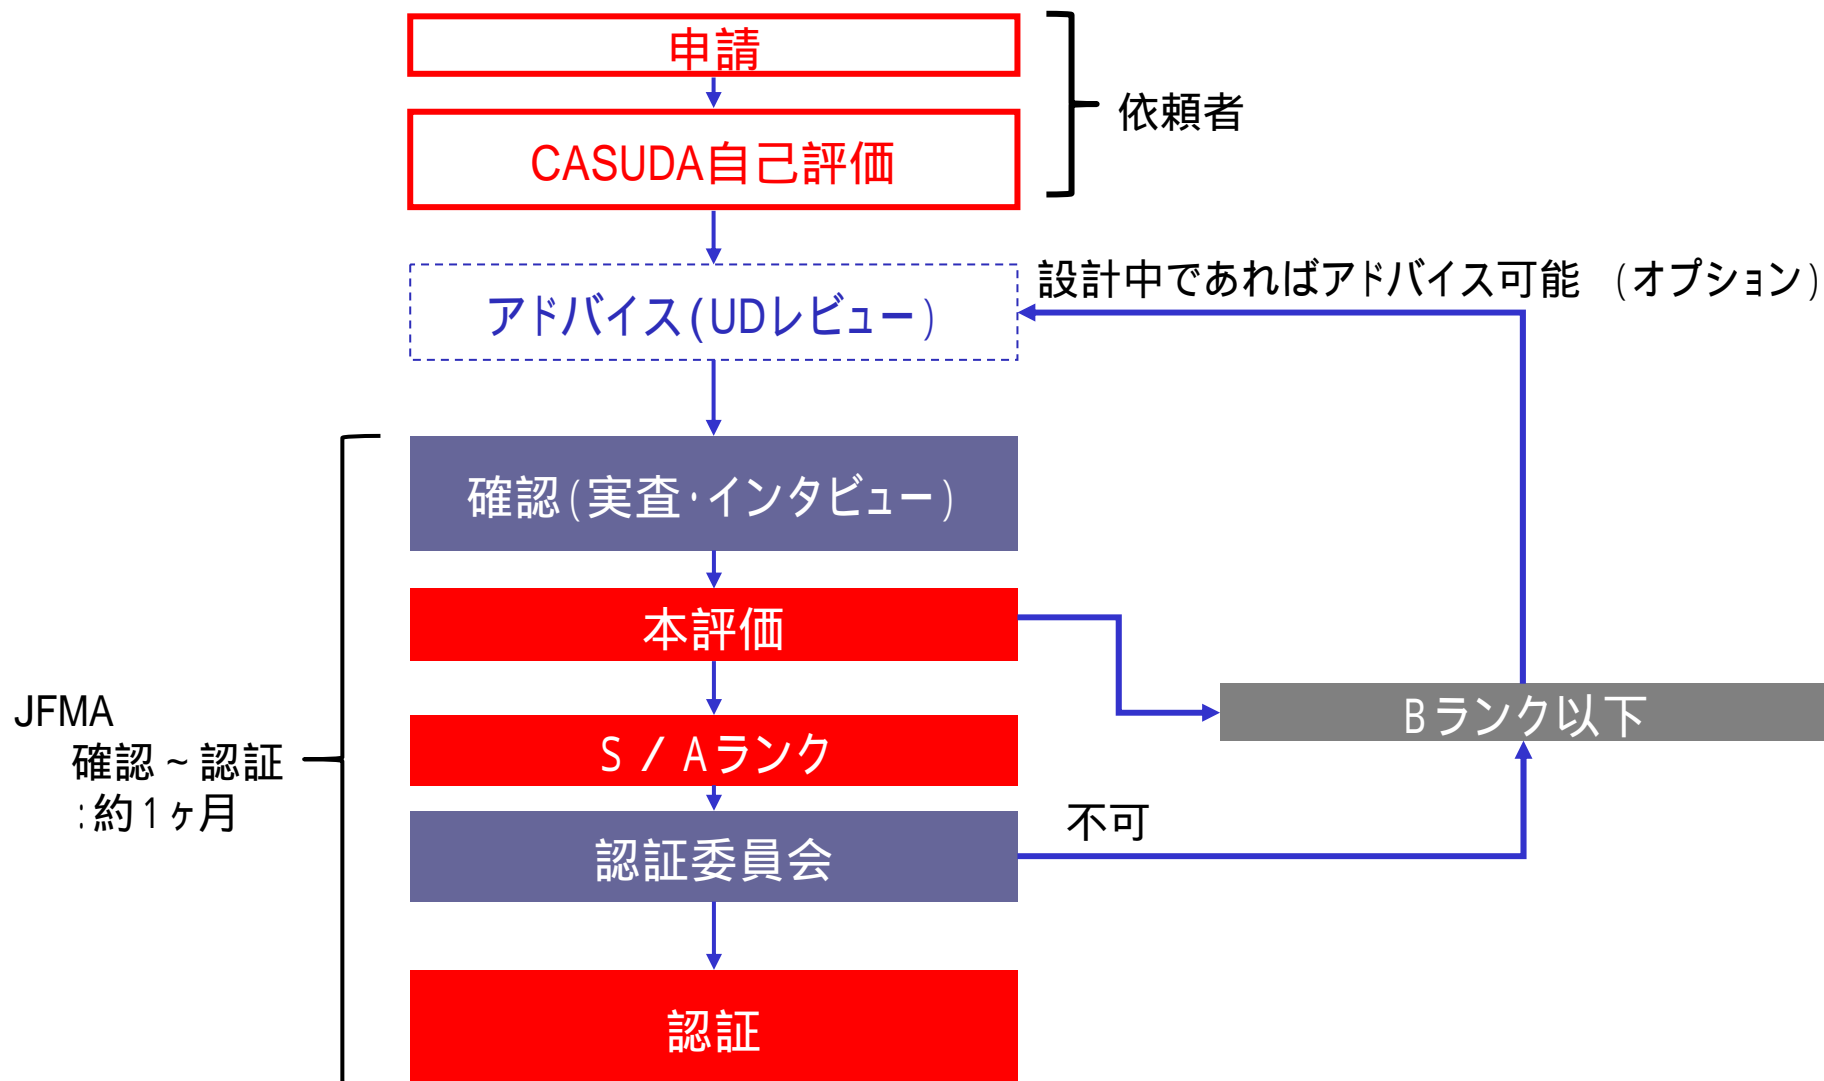 申請
依頼者
CASUDA自己評価
設計中であればアドバイス可能 (オプション)
アドバイス(UDレビュー)
確認(実査・インタビュー)
本評価
JFMA
確認~認証
:約1ヶ月
Bランク以下
S/Aランク
不可
認証委員会
認証